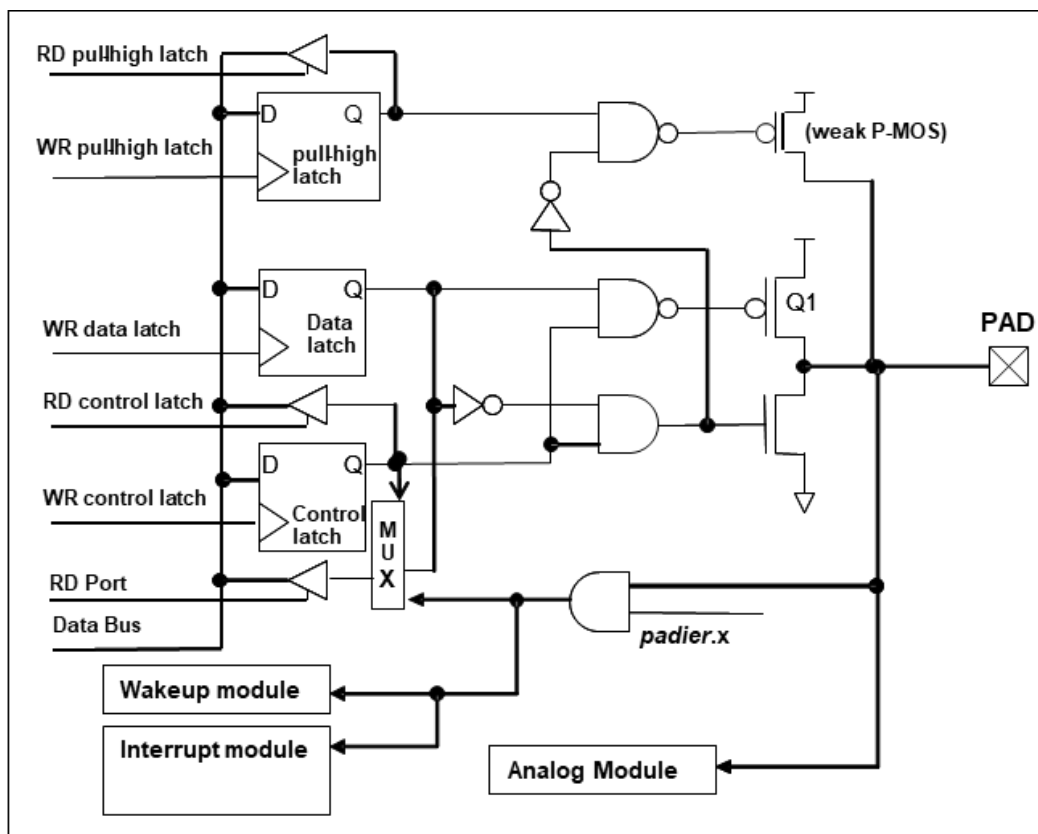 RD pull-high latch
D Q
pull-high
latch
WR pull-high latch
(weak P-MOS)
D Q
Data
latch
WR data latch
Q1
PAD
RD control latch
D Q
Control
latch
WR control latch
M
U
X
RD Port
Data Bus
padier.x
Wakeup module
Interrupt module
Analog Module